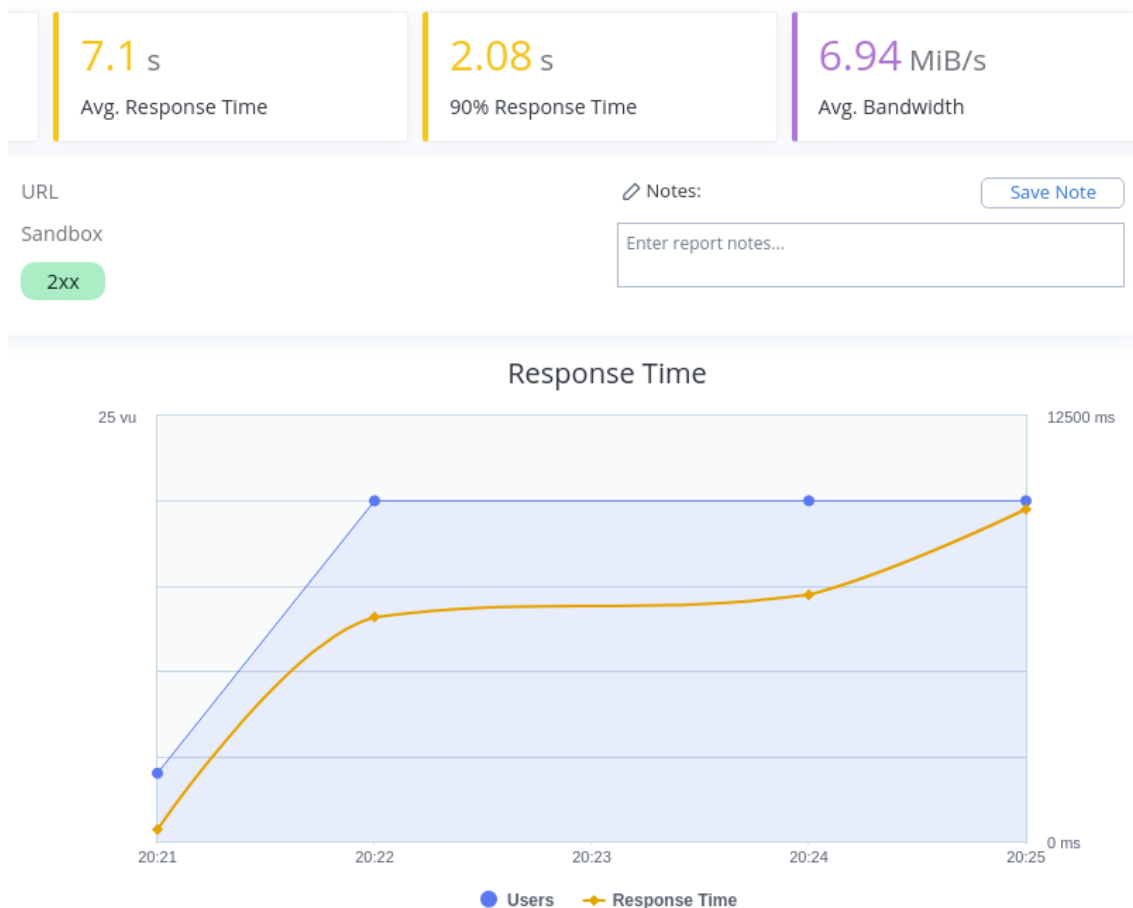 7.1 s
Avg. Response Time
2.08 s
90% Response Time
6.94 MiB/s
Avg. Bandwidth
URL
Sandbox
2xx
Notes:
Save Note
Enter report notes...
Response Time
25 vu
12500 ms
0 ms
20:21 20:22 20:23 20:24 20:25
Users Response Time